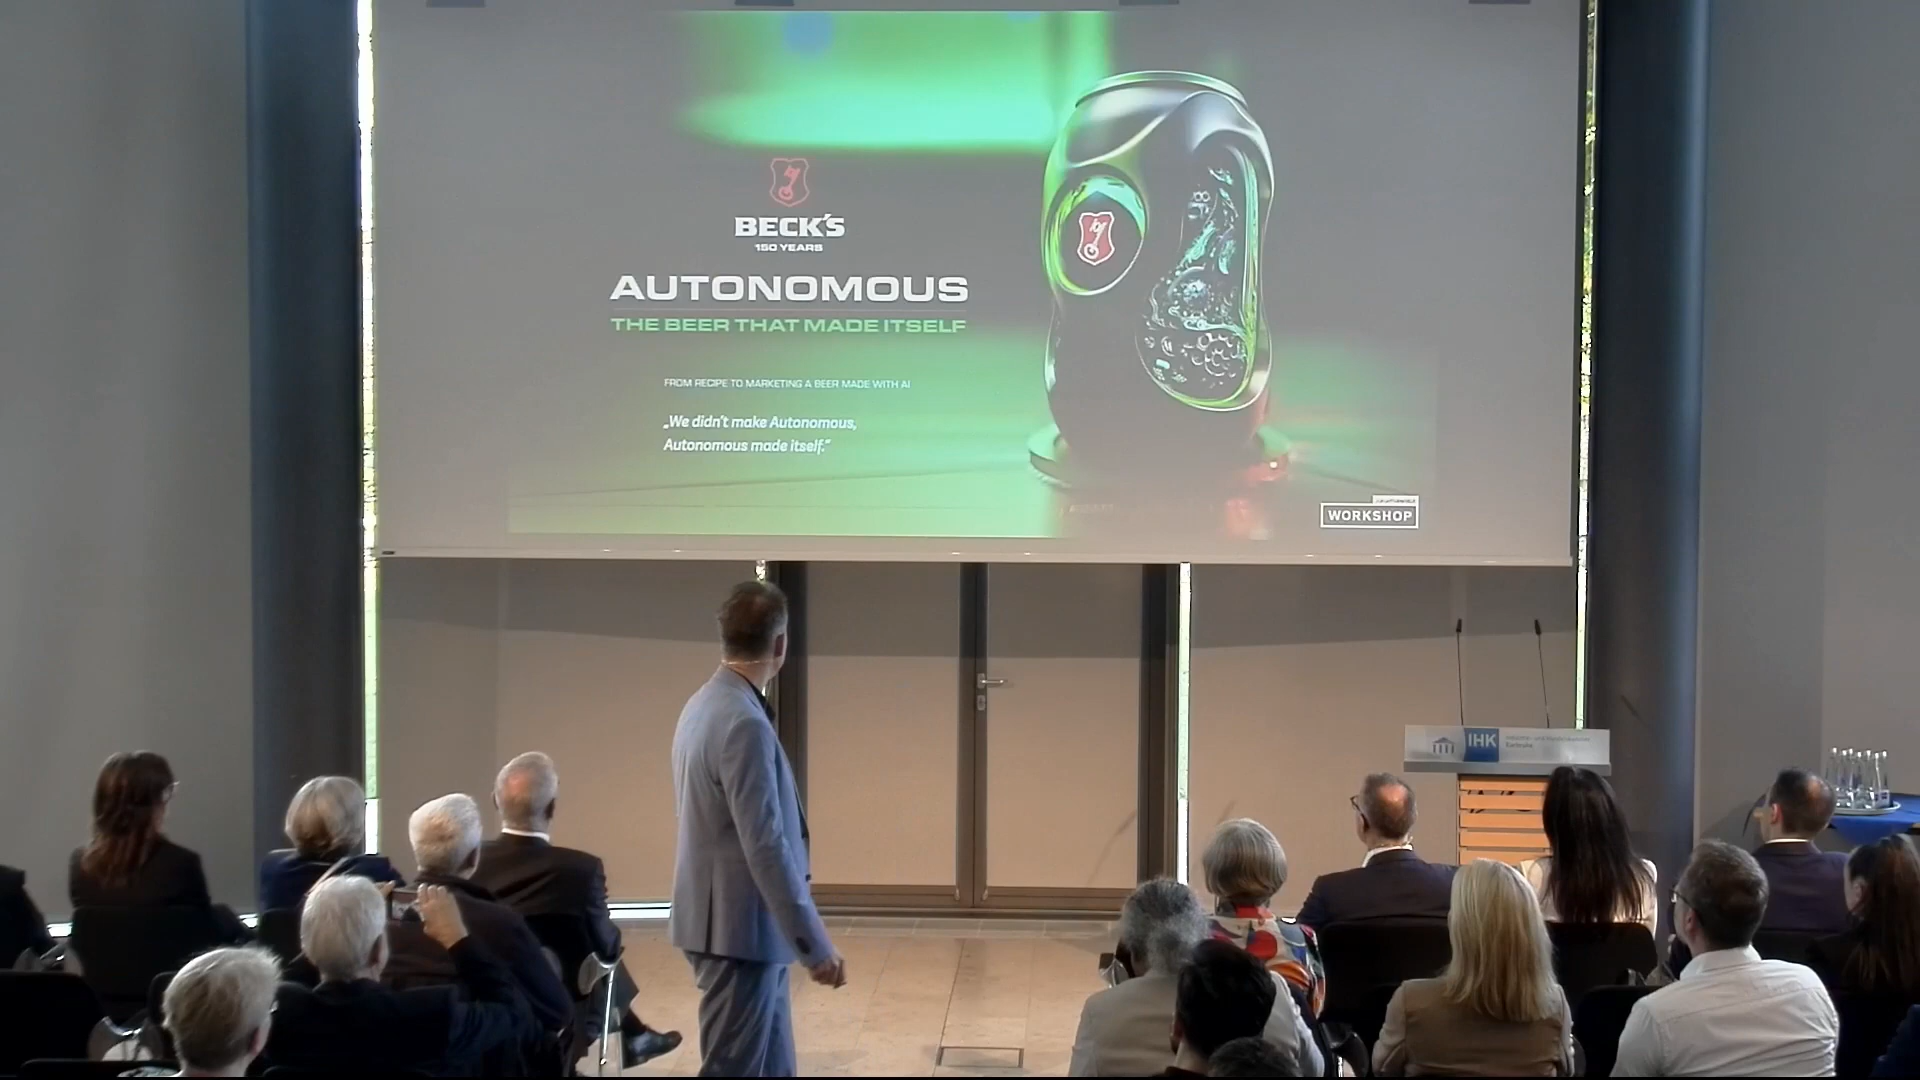 BECK'S
150 YEARS
AUTONOMOUS
THE BEER THAT MADE ITSELF
FROM RECIPE TO MARKETING A BEER MADE WITH AI
„We didn't make Autonomous,
Autonomous made itself.“
WORKSHOP
IHK
Karlsruhe